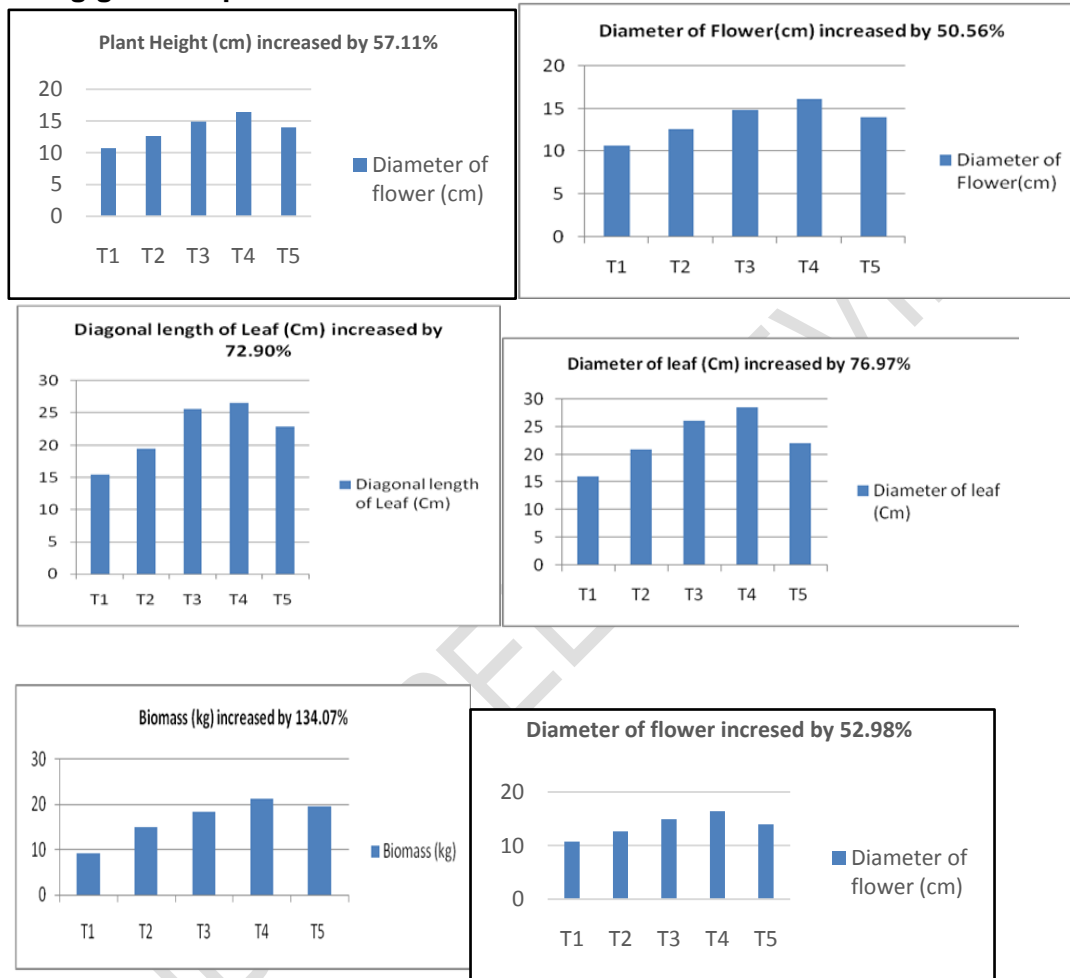 Plant Height (cm) increased by 57.11%
20
15
10
5
0
T1 T2 T3 T4 T5
Diameter of
flower (cm)
Diameter of Flower(cm) increased by 50.56%
20
15
10
5
0
T1 T2 T3 T4 T5
Diameter of
Flower(cm)
Diagonal length of Leaf (Cm) increased by
72.90%
30
25
20
15
10
5
0
T1 T2 T3 T4 T5
Diagonal length
of Leaf (Cm)
Diameter of leaf (Cm) increased by 76.97%
30
25
20
15
10
5
0
T1 T2 T3 T4 T5
Diameter of leaf
(Cm)
Biomass (kg) increased by 134.07%
30
20
10
0
T1 T2 T3 T4 T5
Biomass (kg)
Diameter of flower incresed by 52.98%
20
10
0
T1 T2 T3 T4 T5
Diameter of
flower (cm)